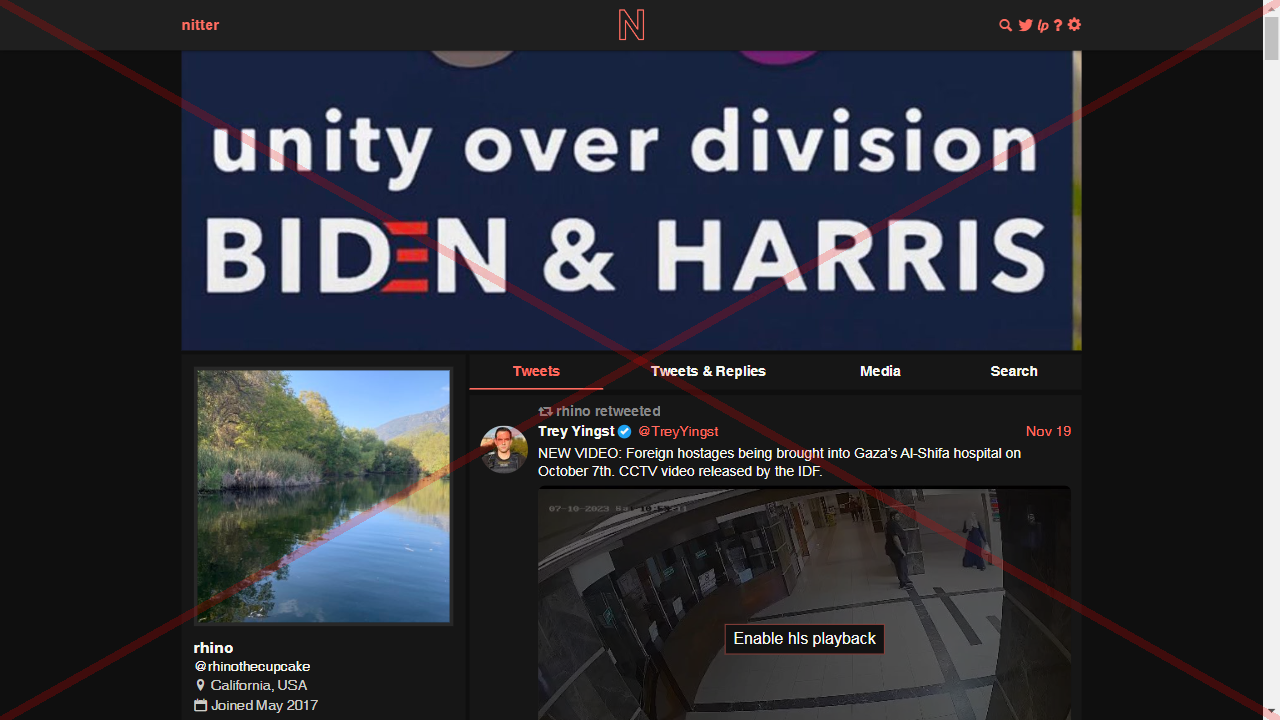 nitter
N
lp ?
unity over division
BIDEN & HARRIS
Tweets
Tweets & Replies
Media
Search
rhino retweeted
Trey Yingst @TreyYingst
Nov 19
NEW VIDEO: Foreign hostages being brought into Gaza's Al-Shifa hospital on
October 7th. CCTV video released by the IDF.
07-10-2023
Enable hls playback
rhino
@rhinothecupcake
California, USA
Joined May 2017